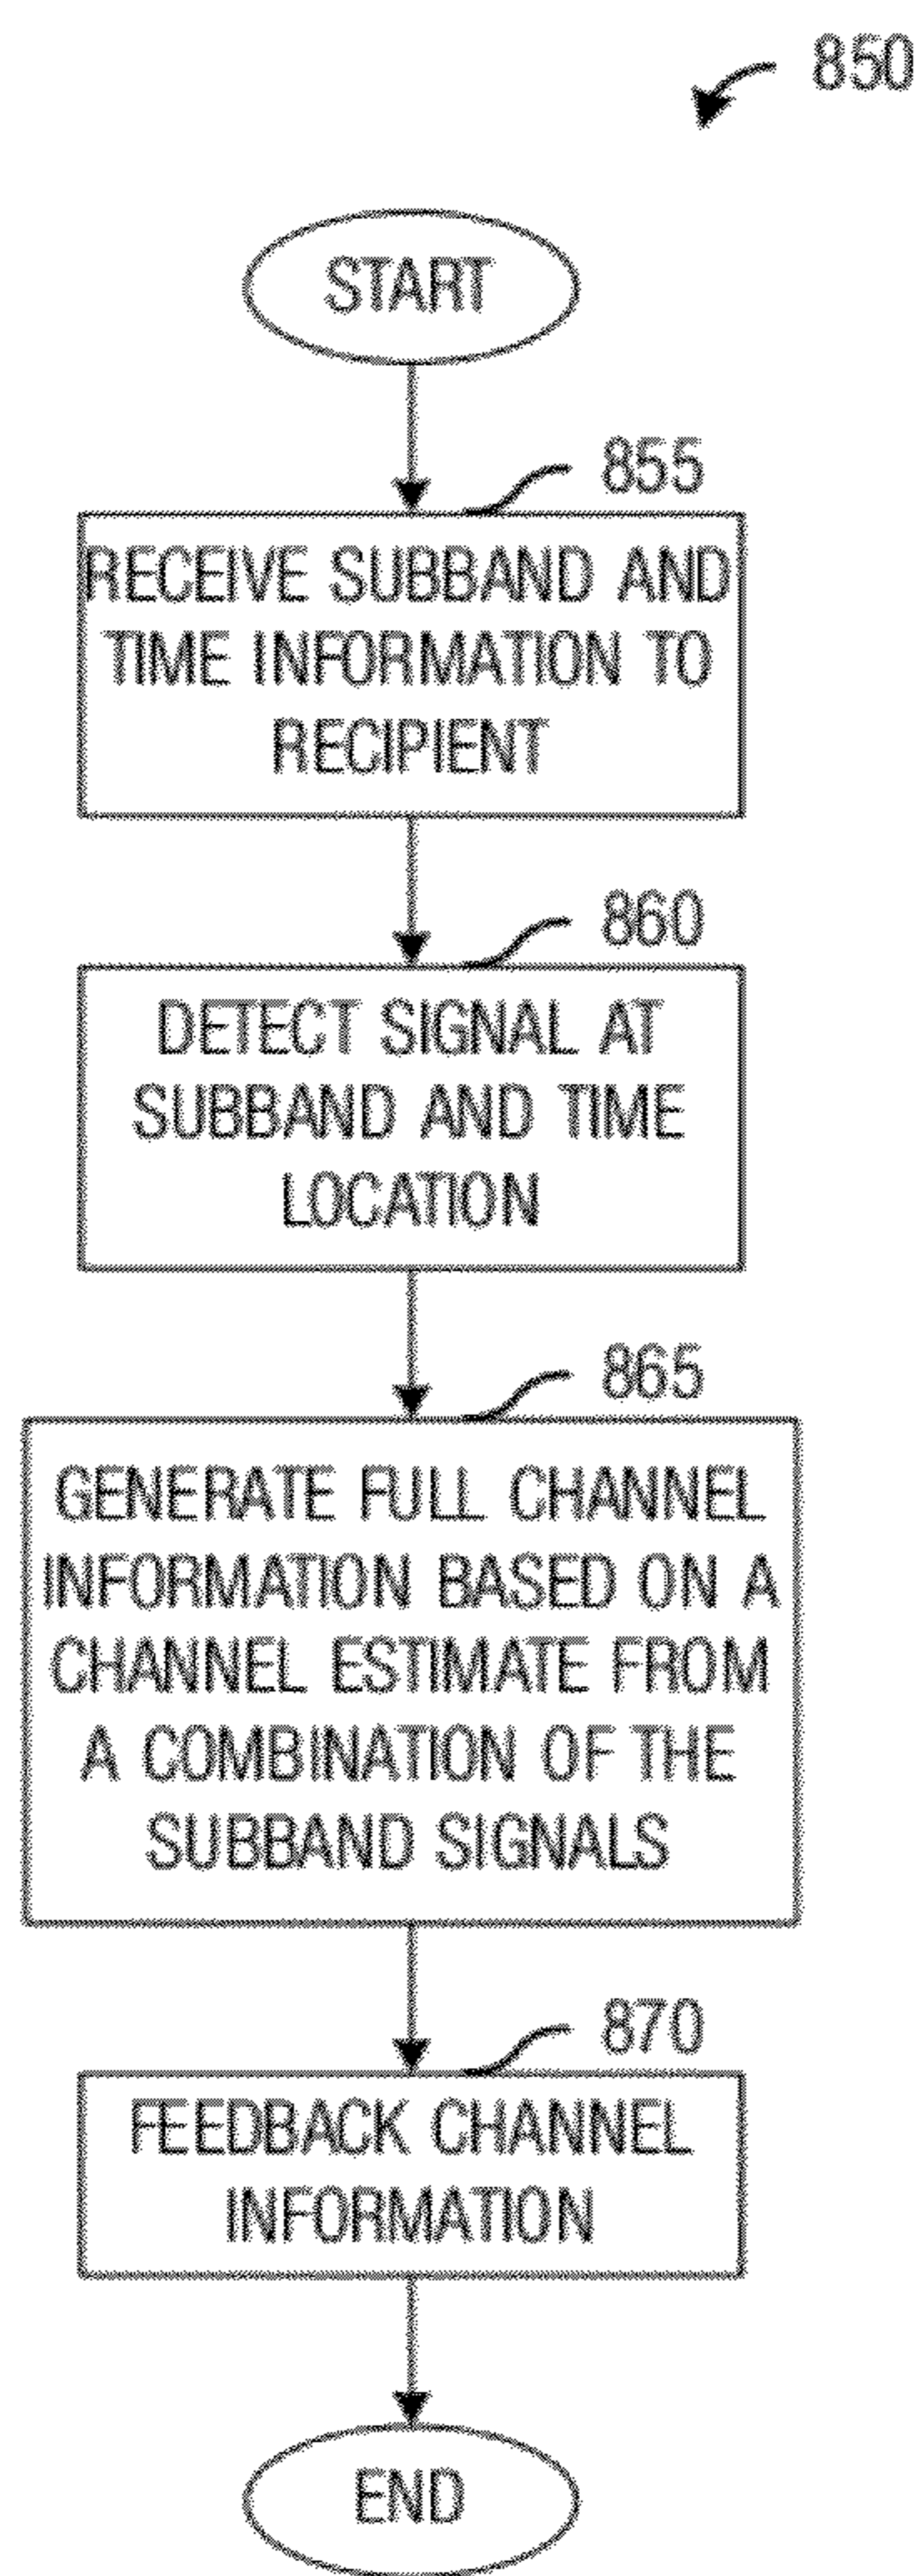 850
START
855
RECEIVE SUBBAND AND
TIME INFORMATION TO
RECIPIENT
860
DETECT SIGNAL AT
SUBBAND AND TIME
LOCATION
865
GENERATE FULL CHANNEL
INFORMATION BASED ON A
CHANNEL ESTIMATE FROM
A COMBINATION OF THE
SUBBAND SIGNALS
870
FEEDBACK CHANNEL
INFORMATION
END